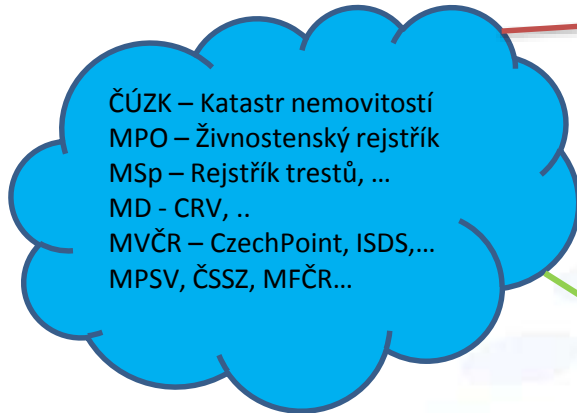 ČÚZK – Katastr nemovitostí
MPO – Živnostenský rejstřík
MSp – Rejstřík trestů, ...
MD - CRV, ..
MVČR – CzechPoint, ISDS,...
MPSV, ČSSZ, MFČR...